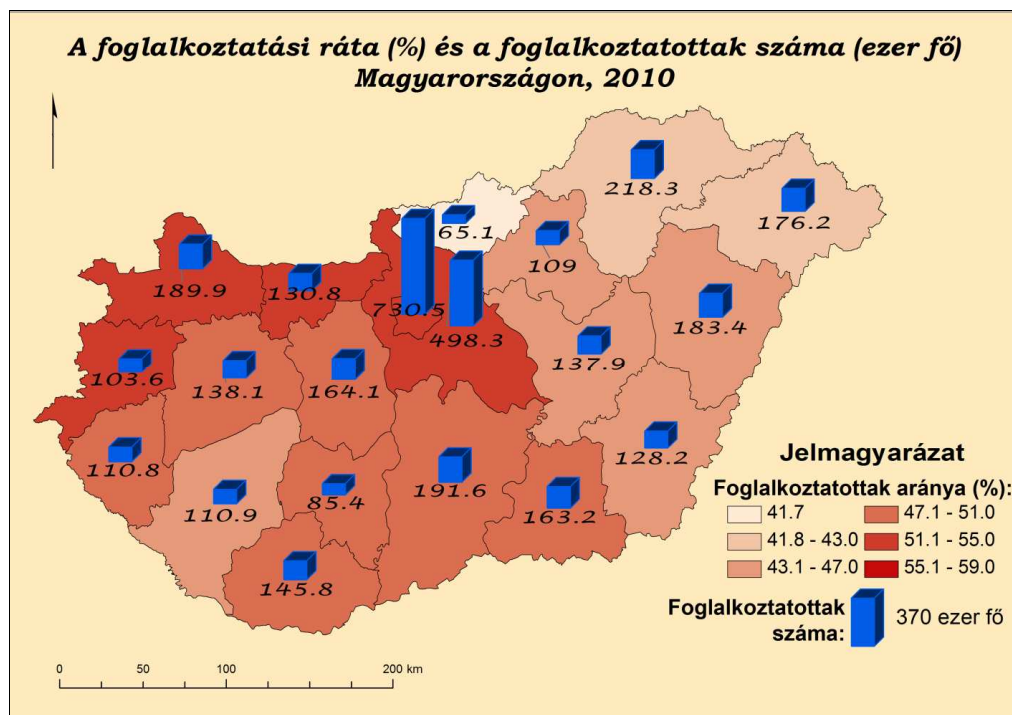 A foglalkoztatási ráta (%) és a foglalkoztatottak száma (ezer fő)
Magyarországon, 2010
218.3
176.2
65.1
109
189.9
130.8
730.5
498.3
183.4
137.9
103.6
138.1
164.1
110.8
128.2
110.9
85.4
191.6
163.2
145.8
Jelmagyarázat
Foglalkoztatottak aránya (%):
41.7
47.1 - 51.0
41.8 - 43.0
51.1 - 55.0
43.1 - 47.0
55.1 - 59.0
Foglalkoztatottak
száma:
370 ezer fő
0 50 100 200 km